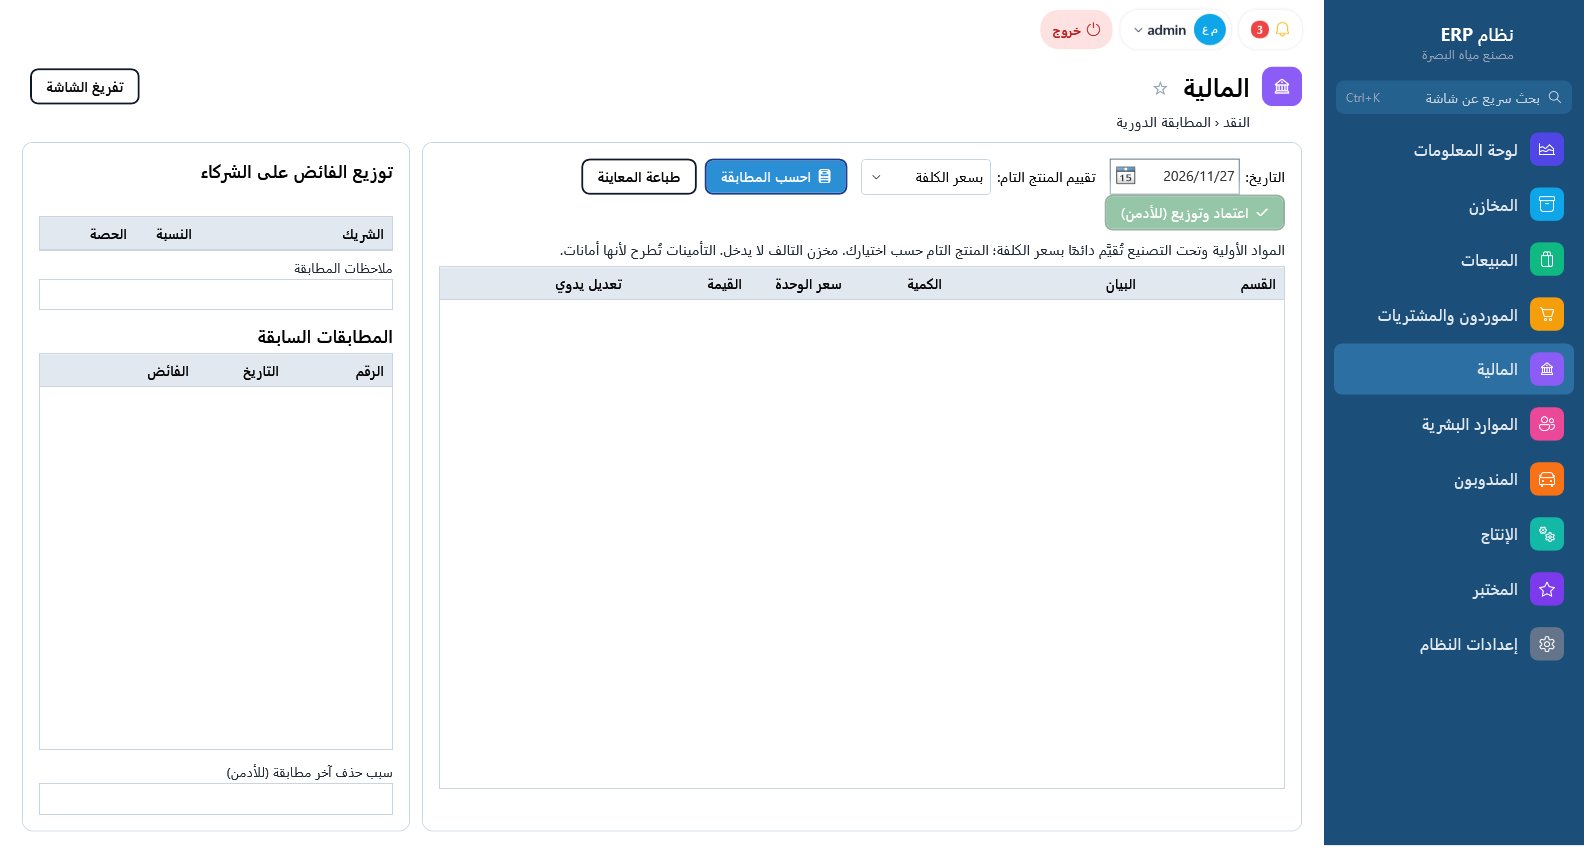 نظام ERP
مصنع مياه البصرة
بحث سريع عن شاشة
Ctrl+K
لوحة المعلومات
المخازن
المبيعات
الموردون والمشتريات
المالية
الموارد البشرية
المندوبون
الإنتاج
المختبر
إعدادات النظام
3
م ع
admin
خروج
المالية
النقد › المطابقة الدورية
تفريغ الشاشة
التاريخ:
2026/11/27
15
تقييم المنتج التام:
بسعر الكلفة
احسب المطابقة
طباعة المعاينة
اعتماد وتوزيع (للأدمن)
المواد الأولية وتحت التصنيع تُقيَّم دائمًا بسعر الكلفة؛ المنتج التام حسب اختيارك. مخزن التالف لا يدخل. التأمينات تُطرح لأنها أمانات.
القسم البيان الكمية سعر الوحدة القيمة تعديل يدوي
توزيع الفائض على الشركاء
الشريك النسبة الحصة
ملاحظات المطابقة
المطابقات السابقة
الرقم التاريخ الفائض
سبب حذف آخر مطابقة (للأدمن)